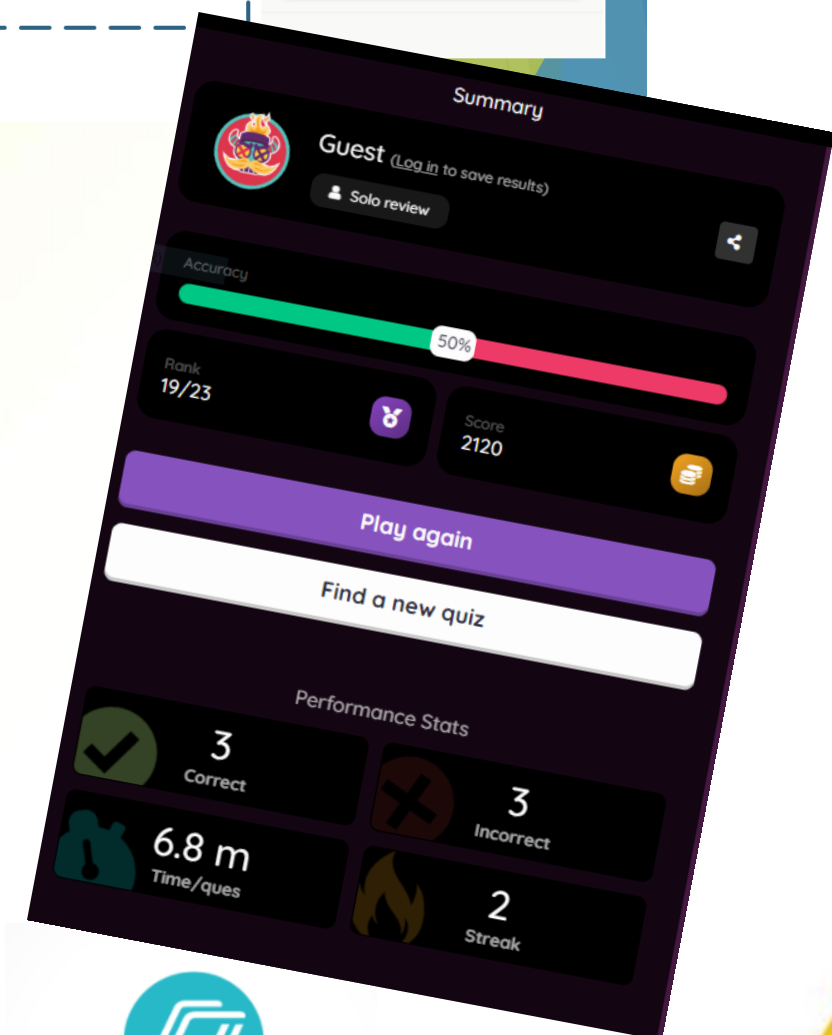 Summary
Guest (Log in to save results)
Solo review
Accuracy
50%
Rank
19/23
Score
2120
Play again
Find a new quiz
Performance Stats
3
Correct
3
Incorrect
6.8 m
Time/ques
2
Streak